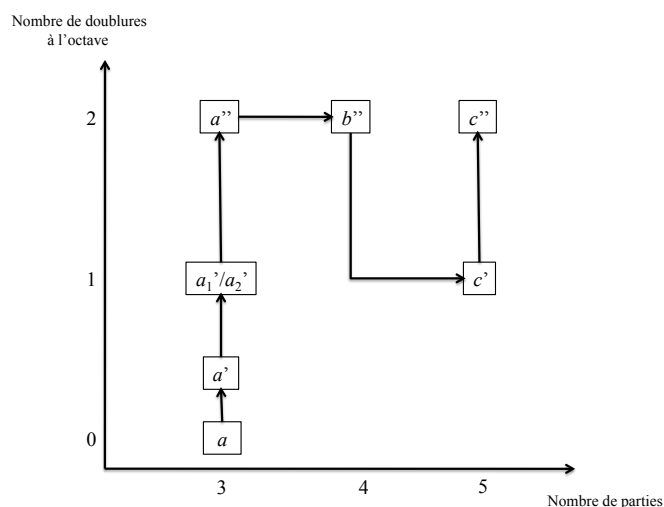 Nombre de doublures
à l’octave
2
a’’
b’’
c’’
1
a₁’/a₂’
c’
a’
0
a
3
4
5
Nombre de parties